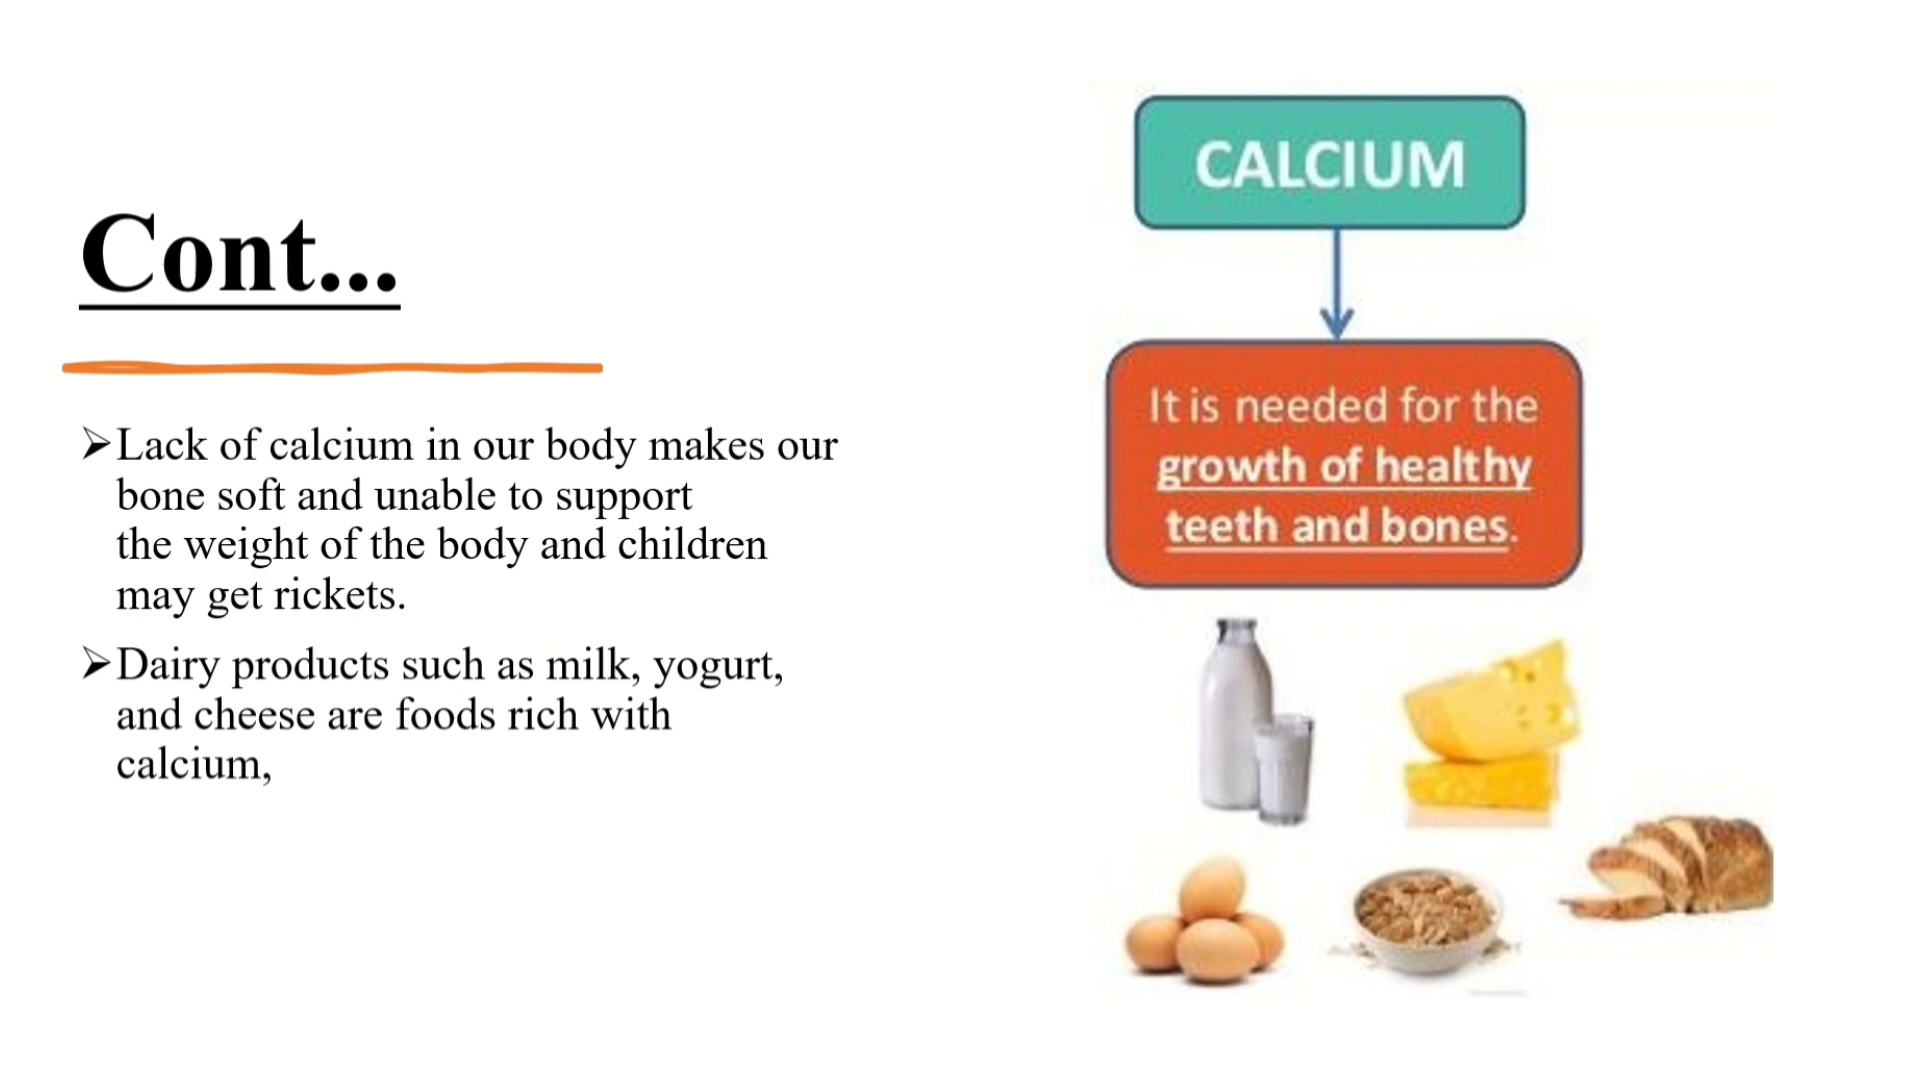 Cont...
➢Lack of calcium in our body makes our
bone soft and unable to support
the weight of the body and children
may get rickets.
➢Dairy products such as milk, yogurt,
and cheese are foods rich with
calcium,
CALCIUM
It is needed for the
growth of healthy
teeth and bones.